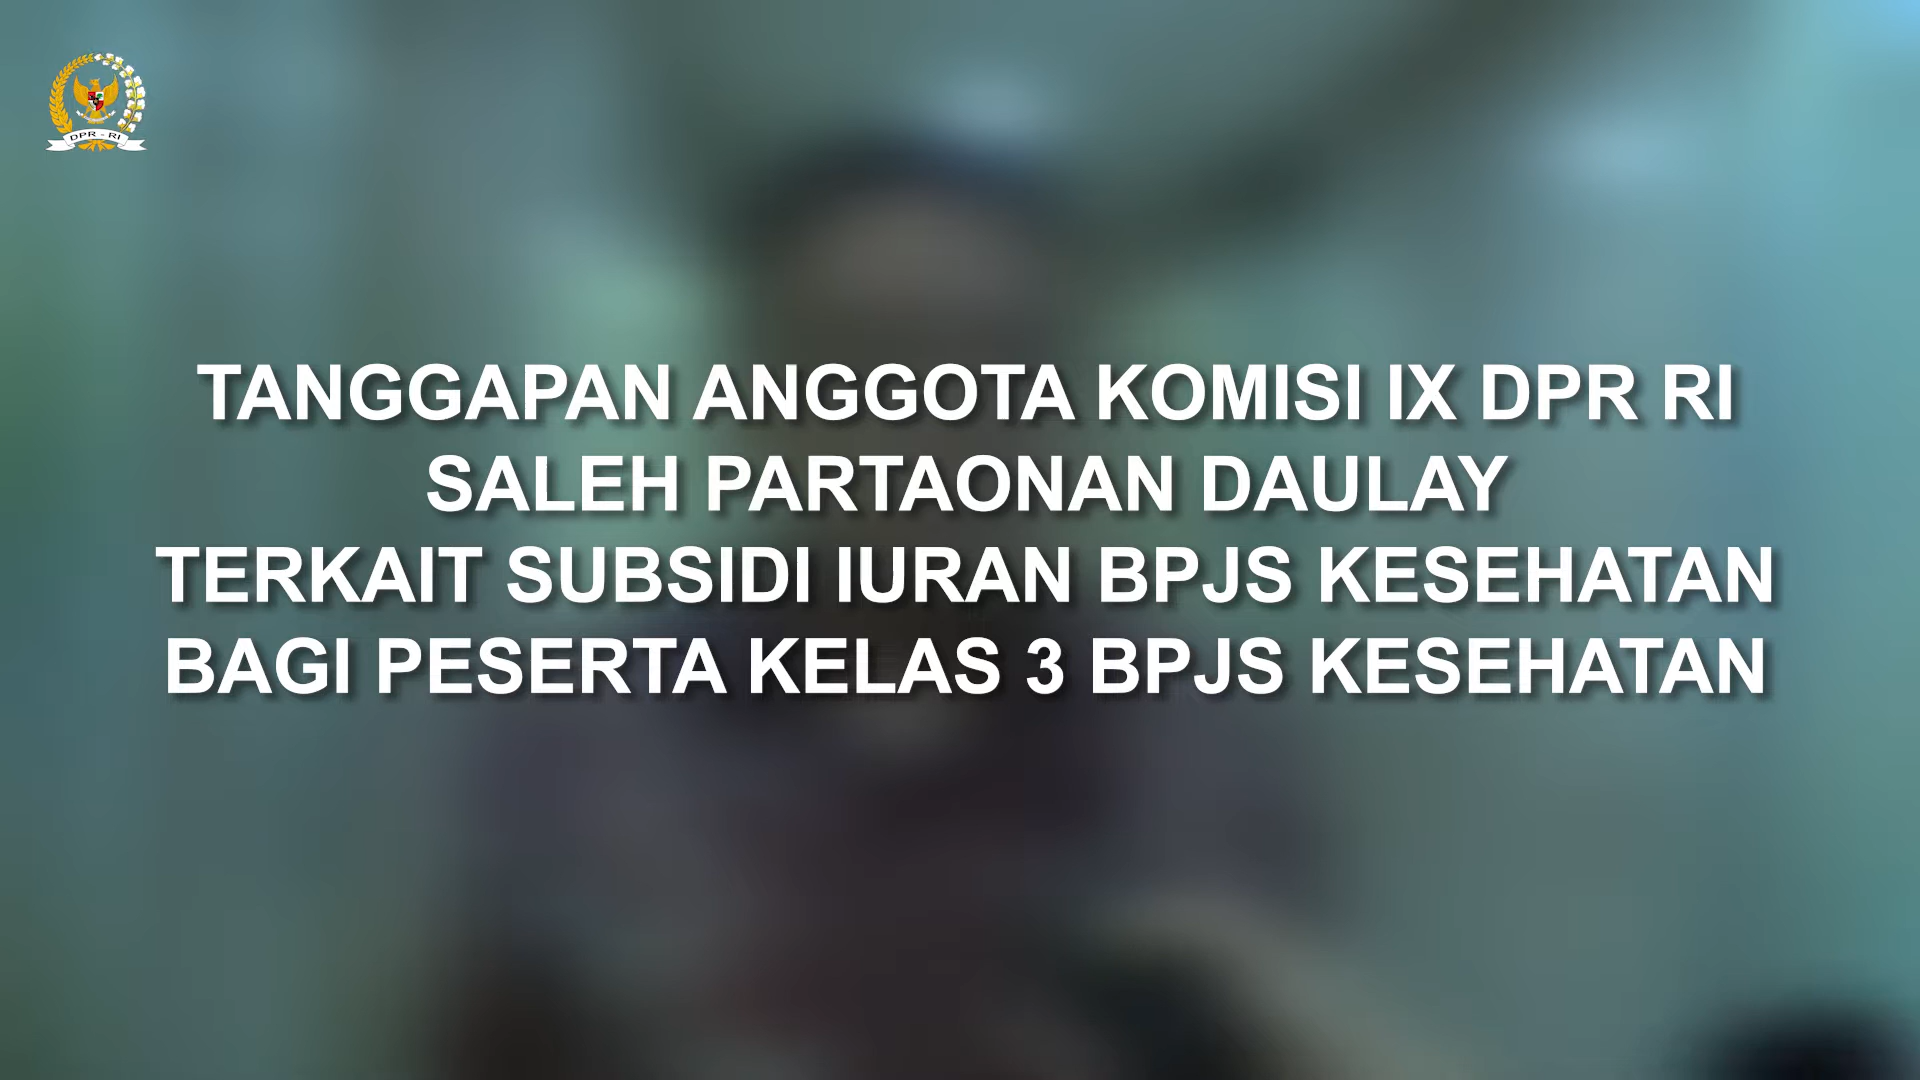 DPR - RI
TANGGAPAN ANGGOTA KOMISI IX DPR RI
SALEH PARTAONAN DAULAY
TERKAIT SUBSIDI IURAN BPJS KESEHATAN
BAGI PESERTA KELAS 3 BPJS KESEHATAN